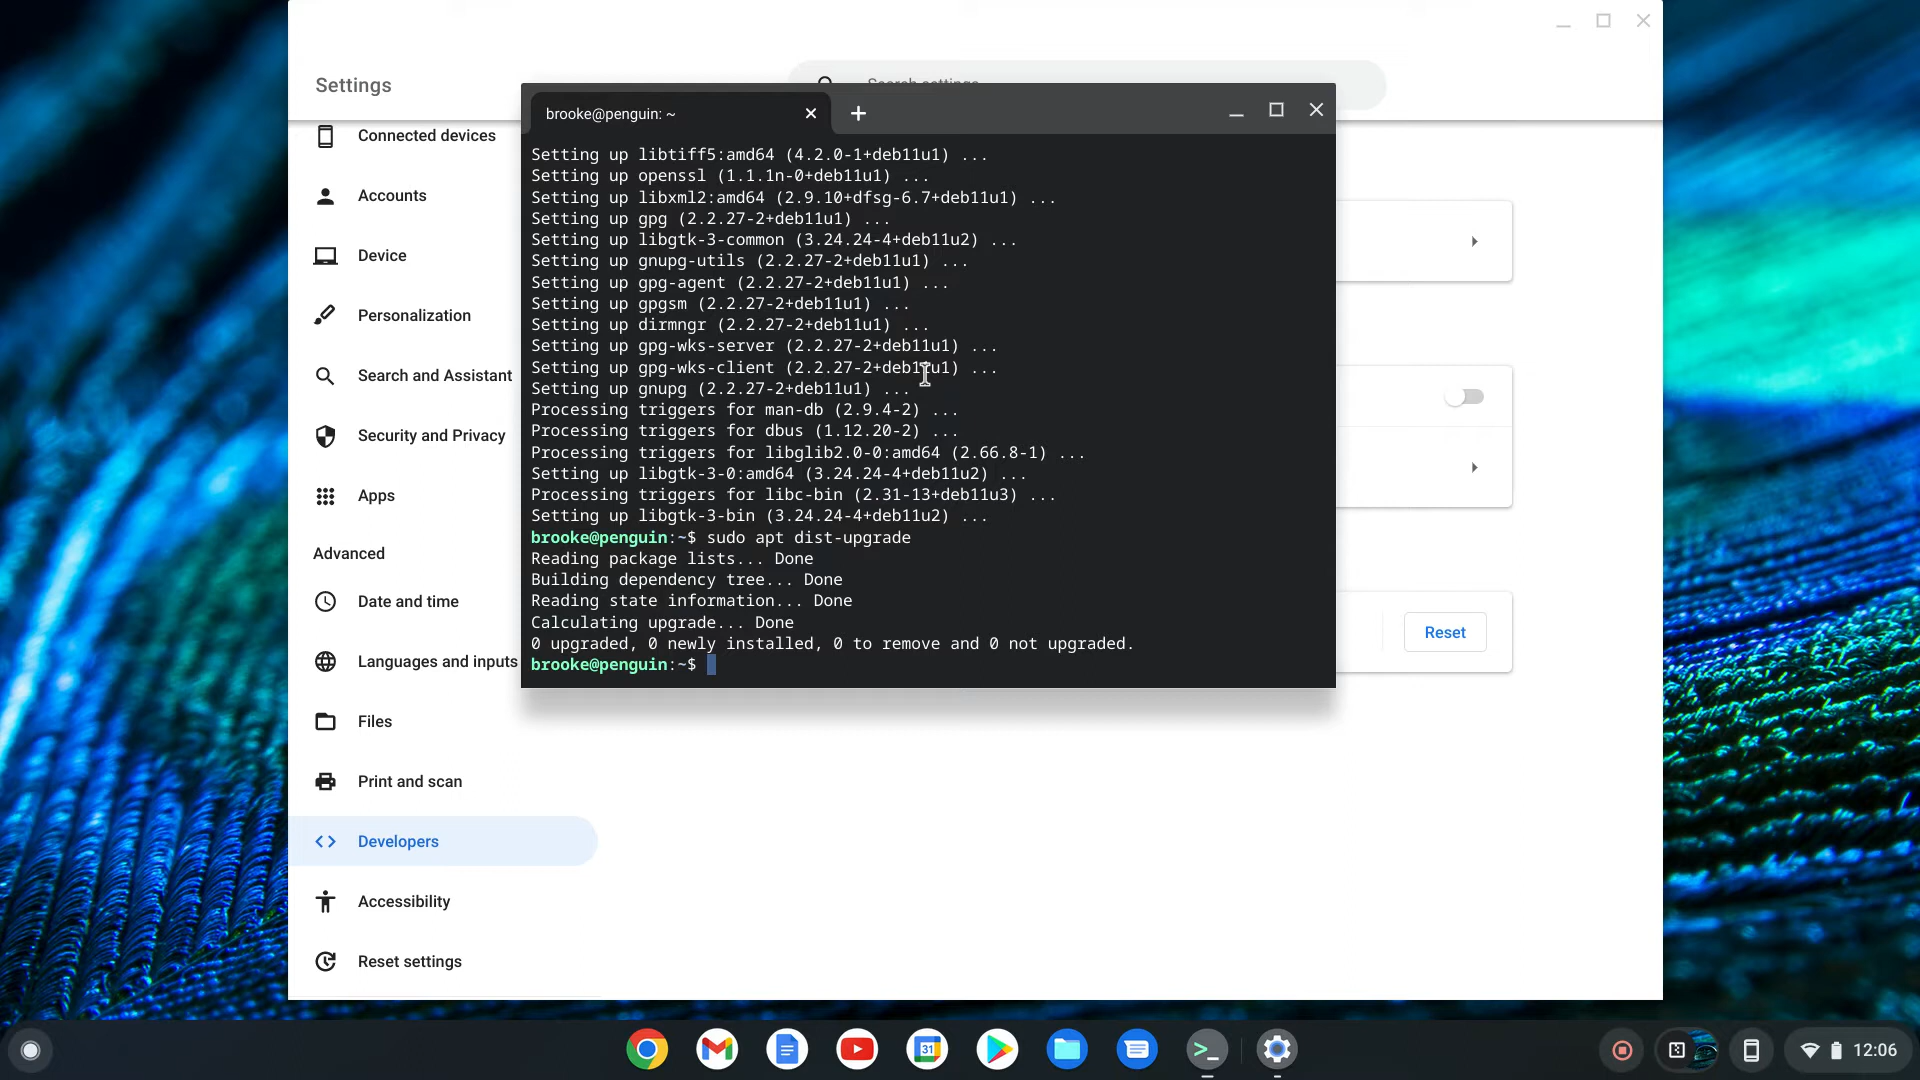 Settings
Connected devices
Accounts
Device
Personalization
Search and Assistant
Security and Privacy
Apps
Advanced
Date and time
Languages and inputs
Files
Print and scan
Developers
Accessibility
Reset settings
Search settings
brooke@penguin: ~
Setting up libtiff5:amd64 (4.2.0-1+deb11u1) ...
Setting up openssl (1.1.1n-0+deb11u1) ...
Setting up libxml2:amd64 (2.9.10+dfsg-6.7+deb11u1) ...
Setting up gpg (2.2.27-2+deb11u1) ...
Setting up libgtk-3-common (3.24.24-4+deb11u2) ...
Setting up gnupg-utils (2.2.27-2+deb11u1) ...
Setting up gpg-agent (2.2.27-2+deb11u1) ...
Setting up gpgsm (2.2.27-2+deb11u1) ...
Setting up dirmngr (2.2.27-2+deb11u1) ...
Setting up gpg-wks-server (2.2.27-2+deb11u1) ...
Setting up gpg-wks-client (2.2.27-2+deb11u1) ...
Setting up gnupg (2.2.27-2+deb11u1) ...
Processing triggers for man-db (2.9.4-2) ...
Processing triggers for dbus (1.12.20-2) ...
Processing triggers for libglib2.0-0:amd64 (2.66.8-1) ...
Setting up libgtk-3-0:amd64 (3.24.24-4+deb11u2) ...
Processing triggers for libc-bin (2.31-13+deb11u3) ...
Setting up libgtk-3-bin (3.24.24-4+deb11u2) ...
brooke@penguin:~$ sudo apt dist-upgrade
Reading package lists... Done
Building dependency tree... Done
Reading state information... Done
Calculating upgrade... Done
0 upgraded, 0 newly installed, 0 to remove and 0 not upgraded.
brooke@penguin:~$
Reset
31
>_
12:06